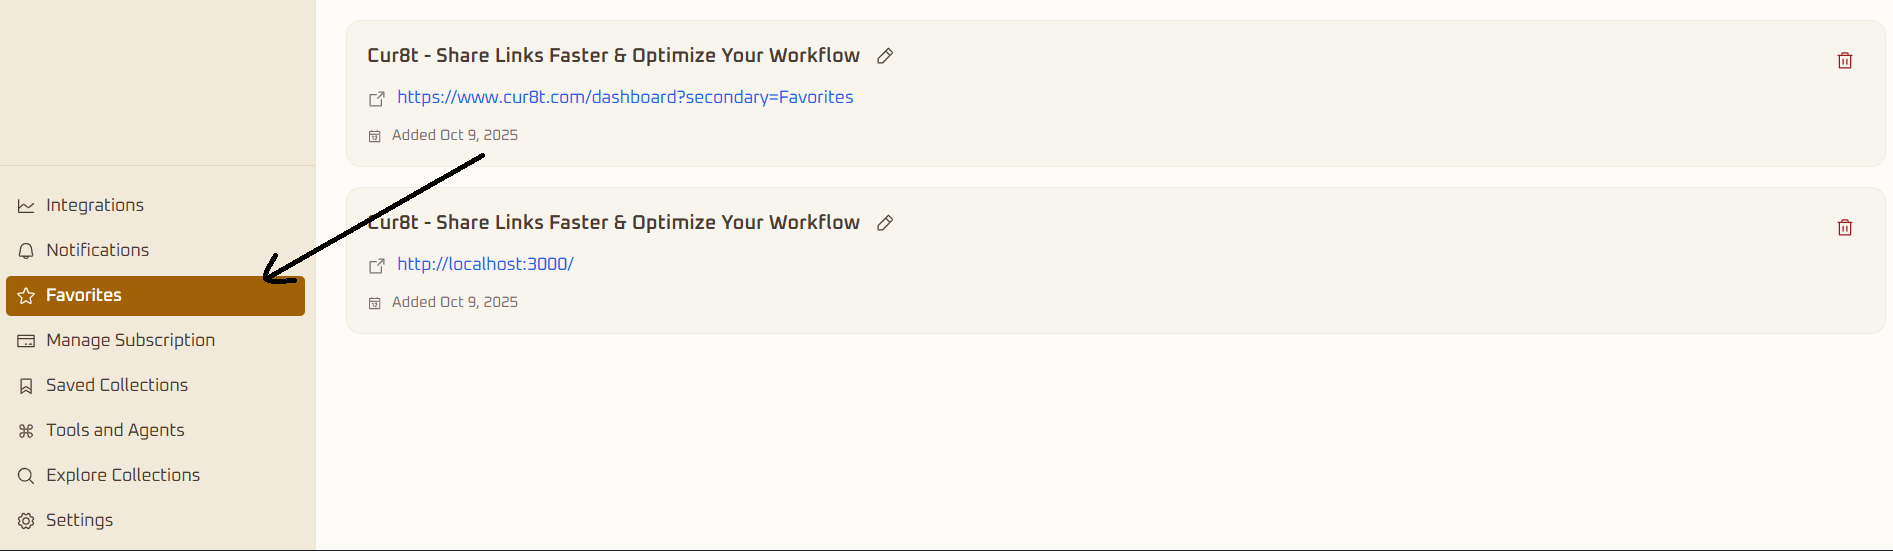 Integrations
Notifications
Favorites
Manage Subscription
Saved Collections
Tools and Agents
Explore Collections
Settings
Cur8t - Share Links Faster & Optimize Your Workflow
https://www.cur8t.com/dashboard?secondary=Favorites
Added Oct 9, 2025
Cur8t - Share Links Faster & Optimize Your Workflow
http://localhost:3000/
Added Oct 9, 2025